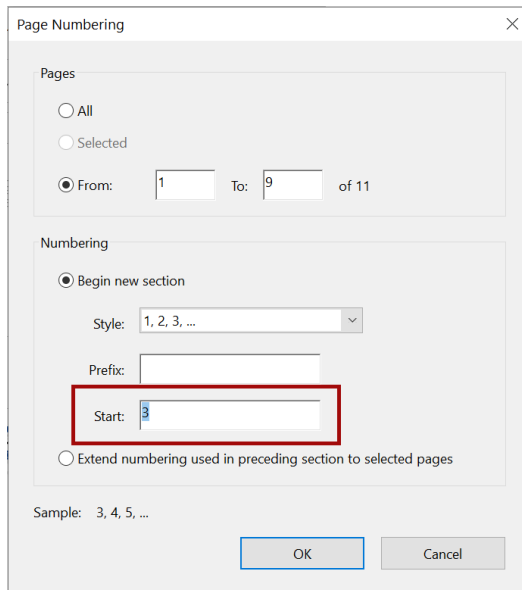 Page Numbering
Pages
All
Selected
From: 1 To: 9 of 11
Numbering
Begin new section
Style: 1, 2, 3, ...
Prefix:
Start: 3
Extend numbering used in preceding section to selected pages
Sample: 3, 4, 5, ...
OK Cancel